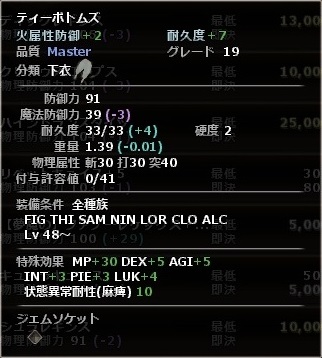 ティーボトムズ
火属性防御+2 耐久度+7
品質 Master グレード 19
分類 下衣
防御力 91
魔法防御力 39 (-3)
耐久度 33/33 (+4) 硬度 2
重量 1.39 (-0.01)
物理属性 斬30 打30 突40
付与許容値 0/41
装備条件 全種族
FIG THI SAM NIN LOR CLO ALC
Lv 48～
特殊効果 MP+30 DEX+5 AGI+5
INT+3 PIE+3 LUK+4
状態異常耐性(麻痺) 10
ジェムソケット